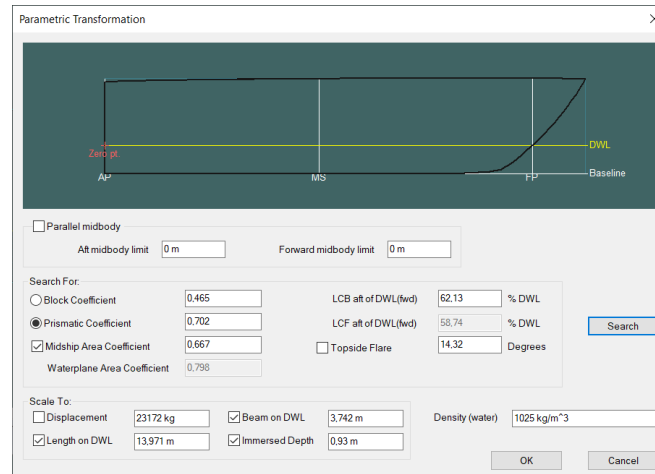 Parametric Transformation
Zero pt.
DWL
Baseline
AP MS FP
Parallel midbody
Aft midbody limit 0 m Forward midbody limit 0 m
Search For:
Block Coefficient 0,465 LCB aft of DWL(fwd) 62,13 % DWL
Prismatic Coefficient 0,702 LCF aft of DWL(fwd) 58,74 % DWL Search
Midship Area Coefficient 0,667 Topside Flare 14,32 Degrees
Waterplane Area Coefficient 0,798
Scale To:
Displacement 23172 kg Beam on DWL 3,742 m Density (water) 1025 kg/m^3
Length on DWL 13,971 m Immersed Depth 0,93 m
OK Cancel